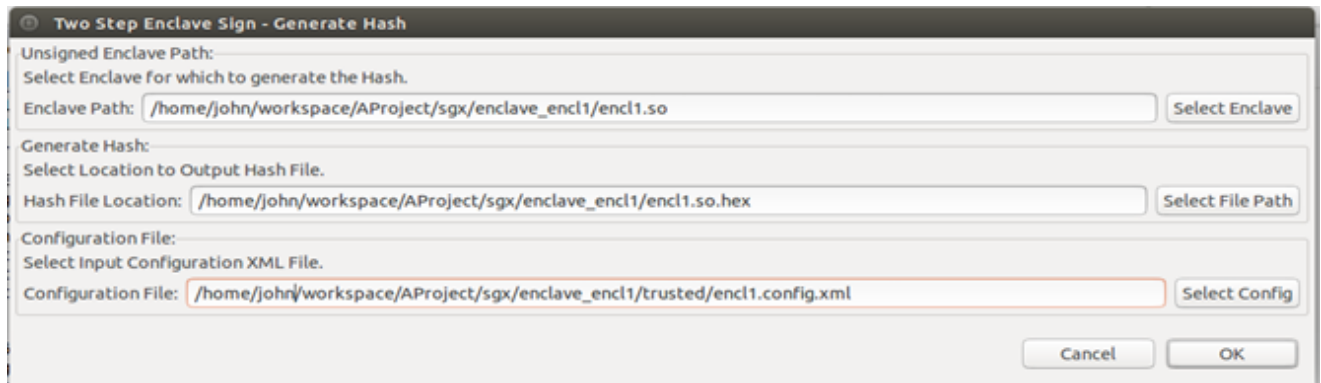 Two Step Enclave Sign - Generate Hash
Unsigned Enclave Path:
Select Enclave for which to generate the Hash.
Enclave Path: /home/john/workspace/AProject/sgx/enclave_encl1/encl1.so Select Enclave
Generate Hash:
Select Location to Output Hash File.
Hash File Location: /home/john/workspace/AProject/sgx/enclave_encl1/encl1.so.hex Select File Path
Configuration File:
Select Input Configuration XML File.
Configuration File: /home/john/workspace/AProject/sgx/enclave_encl1/trusted/encl1.config.xml Select Config
Cancel OK